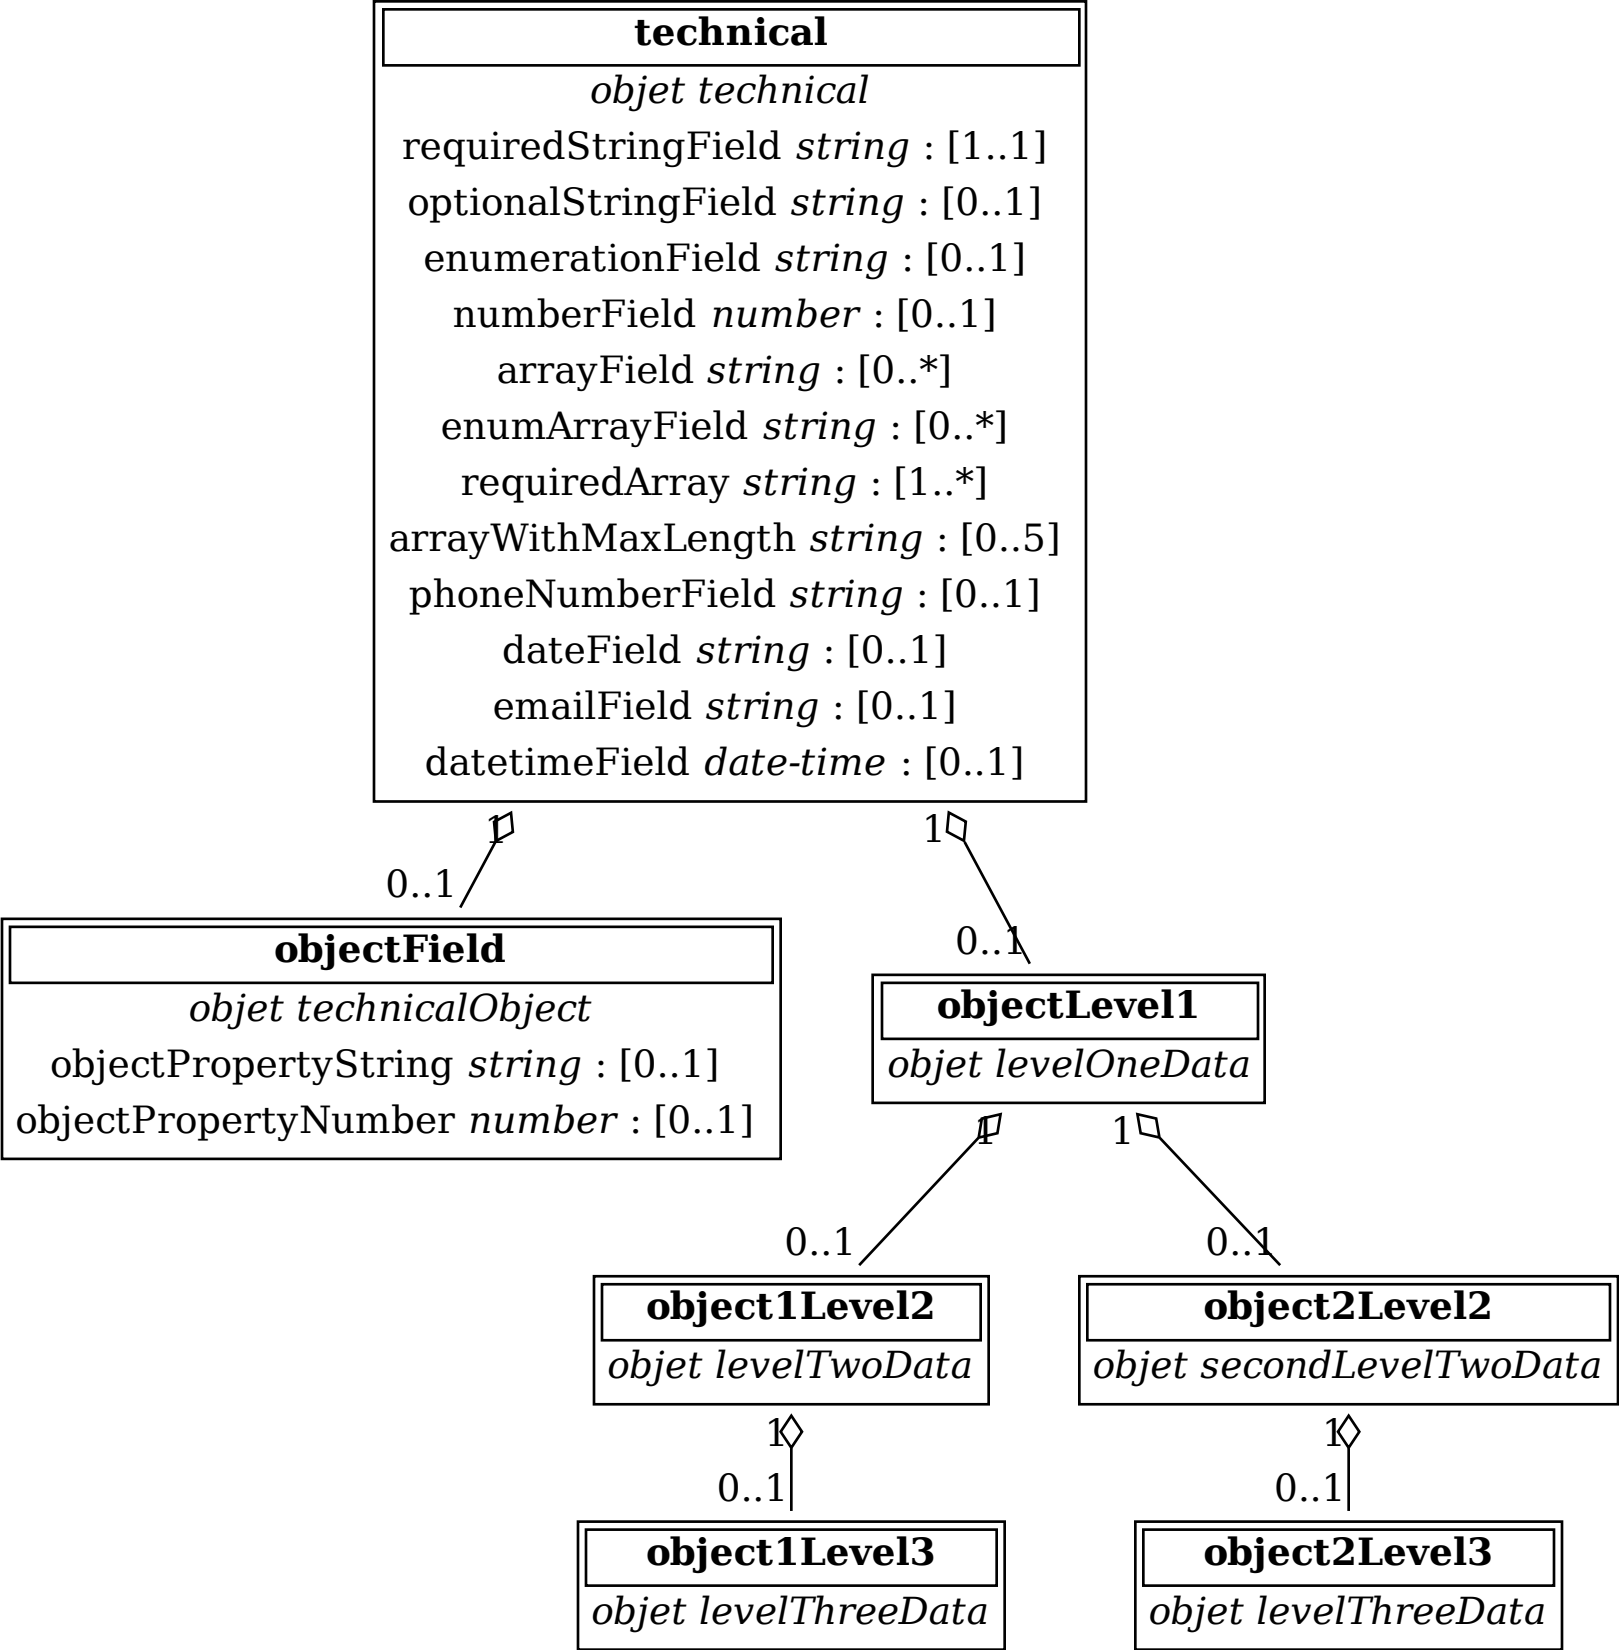 technical
objet technical
requiredStringField string : [1..1]
optionalStringField string : [0..1]
enumerationField string : [0..1]
numberField number : [0..1]
arrayField string : [0..*]
enumArrayField string : [0..*]
requiredArray string : [1..*]
arrayWithMaxLength string : [0..5]
phoneNumberField string : [0..1]
dateField string : [0..1]
emailField string : [0..1]
datetimeField date-time : [0..1]
1
1
0..1
0..1
objectField
objet technicalObject
objectPropertyString string : [0..1]
objectPropertyNumber number : [0..1]
objectLevel1
objet levelOneData
1
1
0..1
0..1
object1Level2
objet levelTwoData
object2Level2
objet secondLevelTwoData
1
1
0..1
0..1
object1Level3
objet levelThreeData
object2Level3
objet levelThreeData